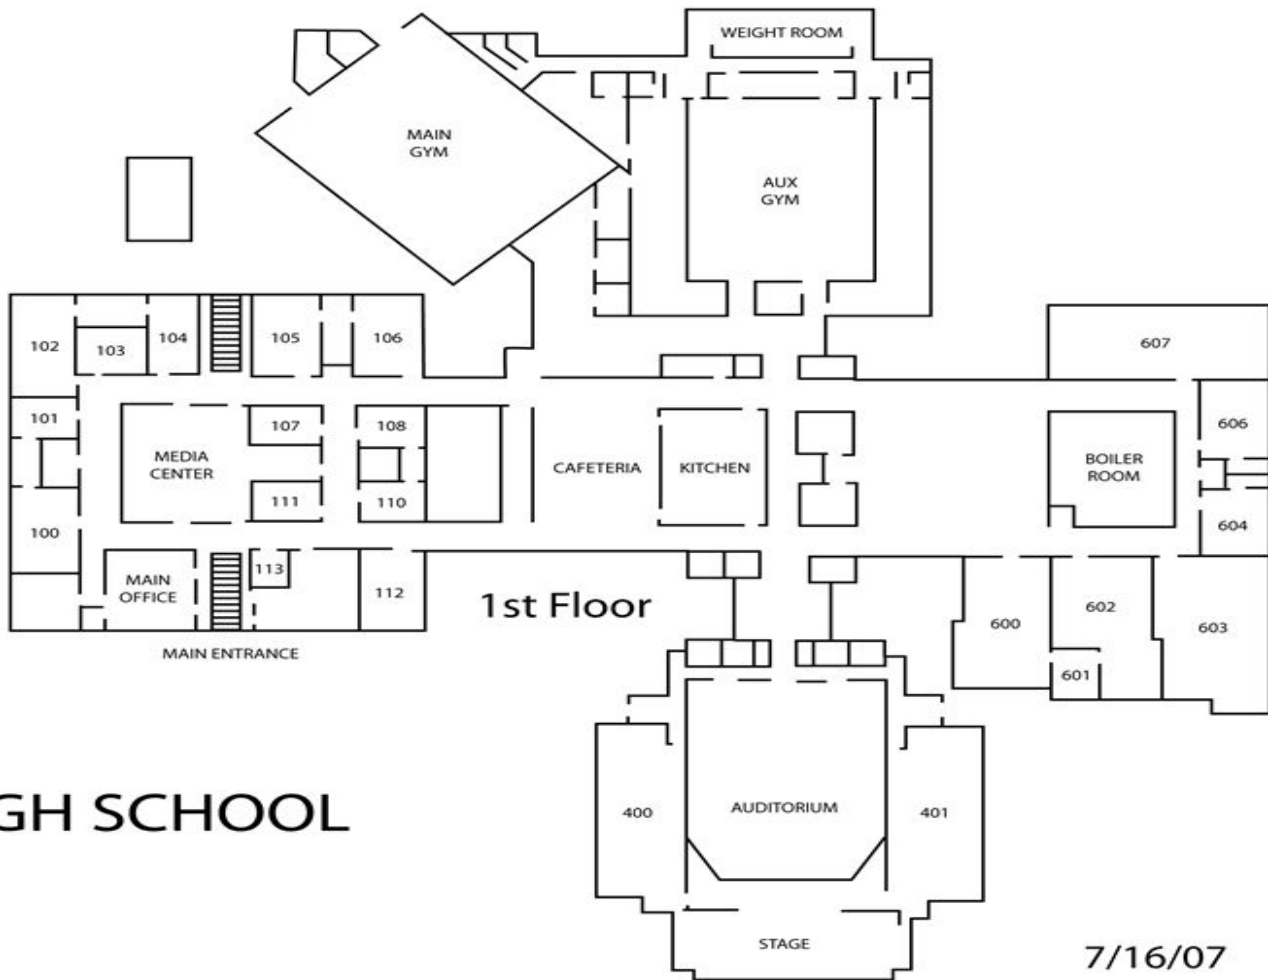 WEIGHT ROOM
MAIN
GYM
AUX
GYM
102
103
104
105
106
607
101
107
108
606
MEDIA
CENTER
CAFETERIA
KITCHEN
BOILER
ROOM
111
110
100
604
113
MAIN
OFFICE
112
1st Floor
600
602
603
MAIN ENTRANCE
601
GH SCHOOL
400
AUDITORIUM
401
STAGE
7/16/07